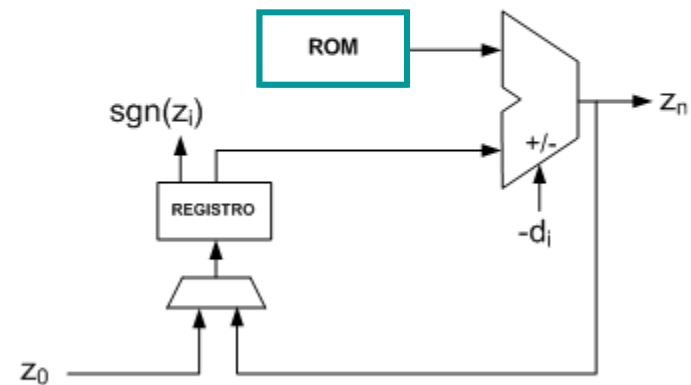 ROM
sgn(zᵢ)
zₙ
+/-
REGISTRO
-dᵢ
z₀